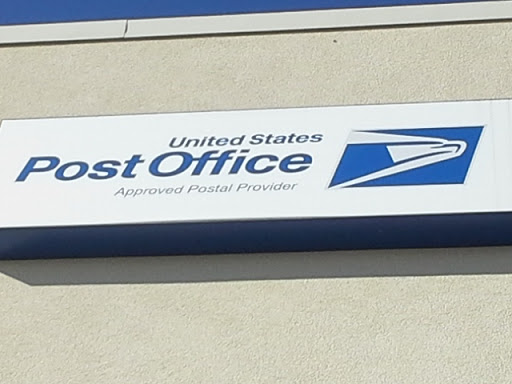 United States
Post Office
Approved Postal Provider